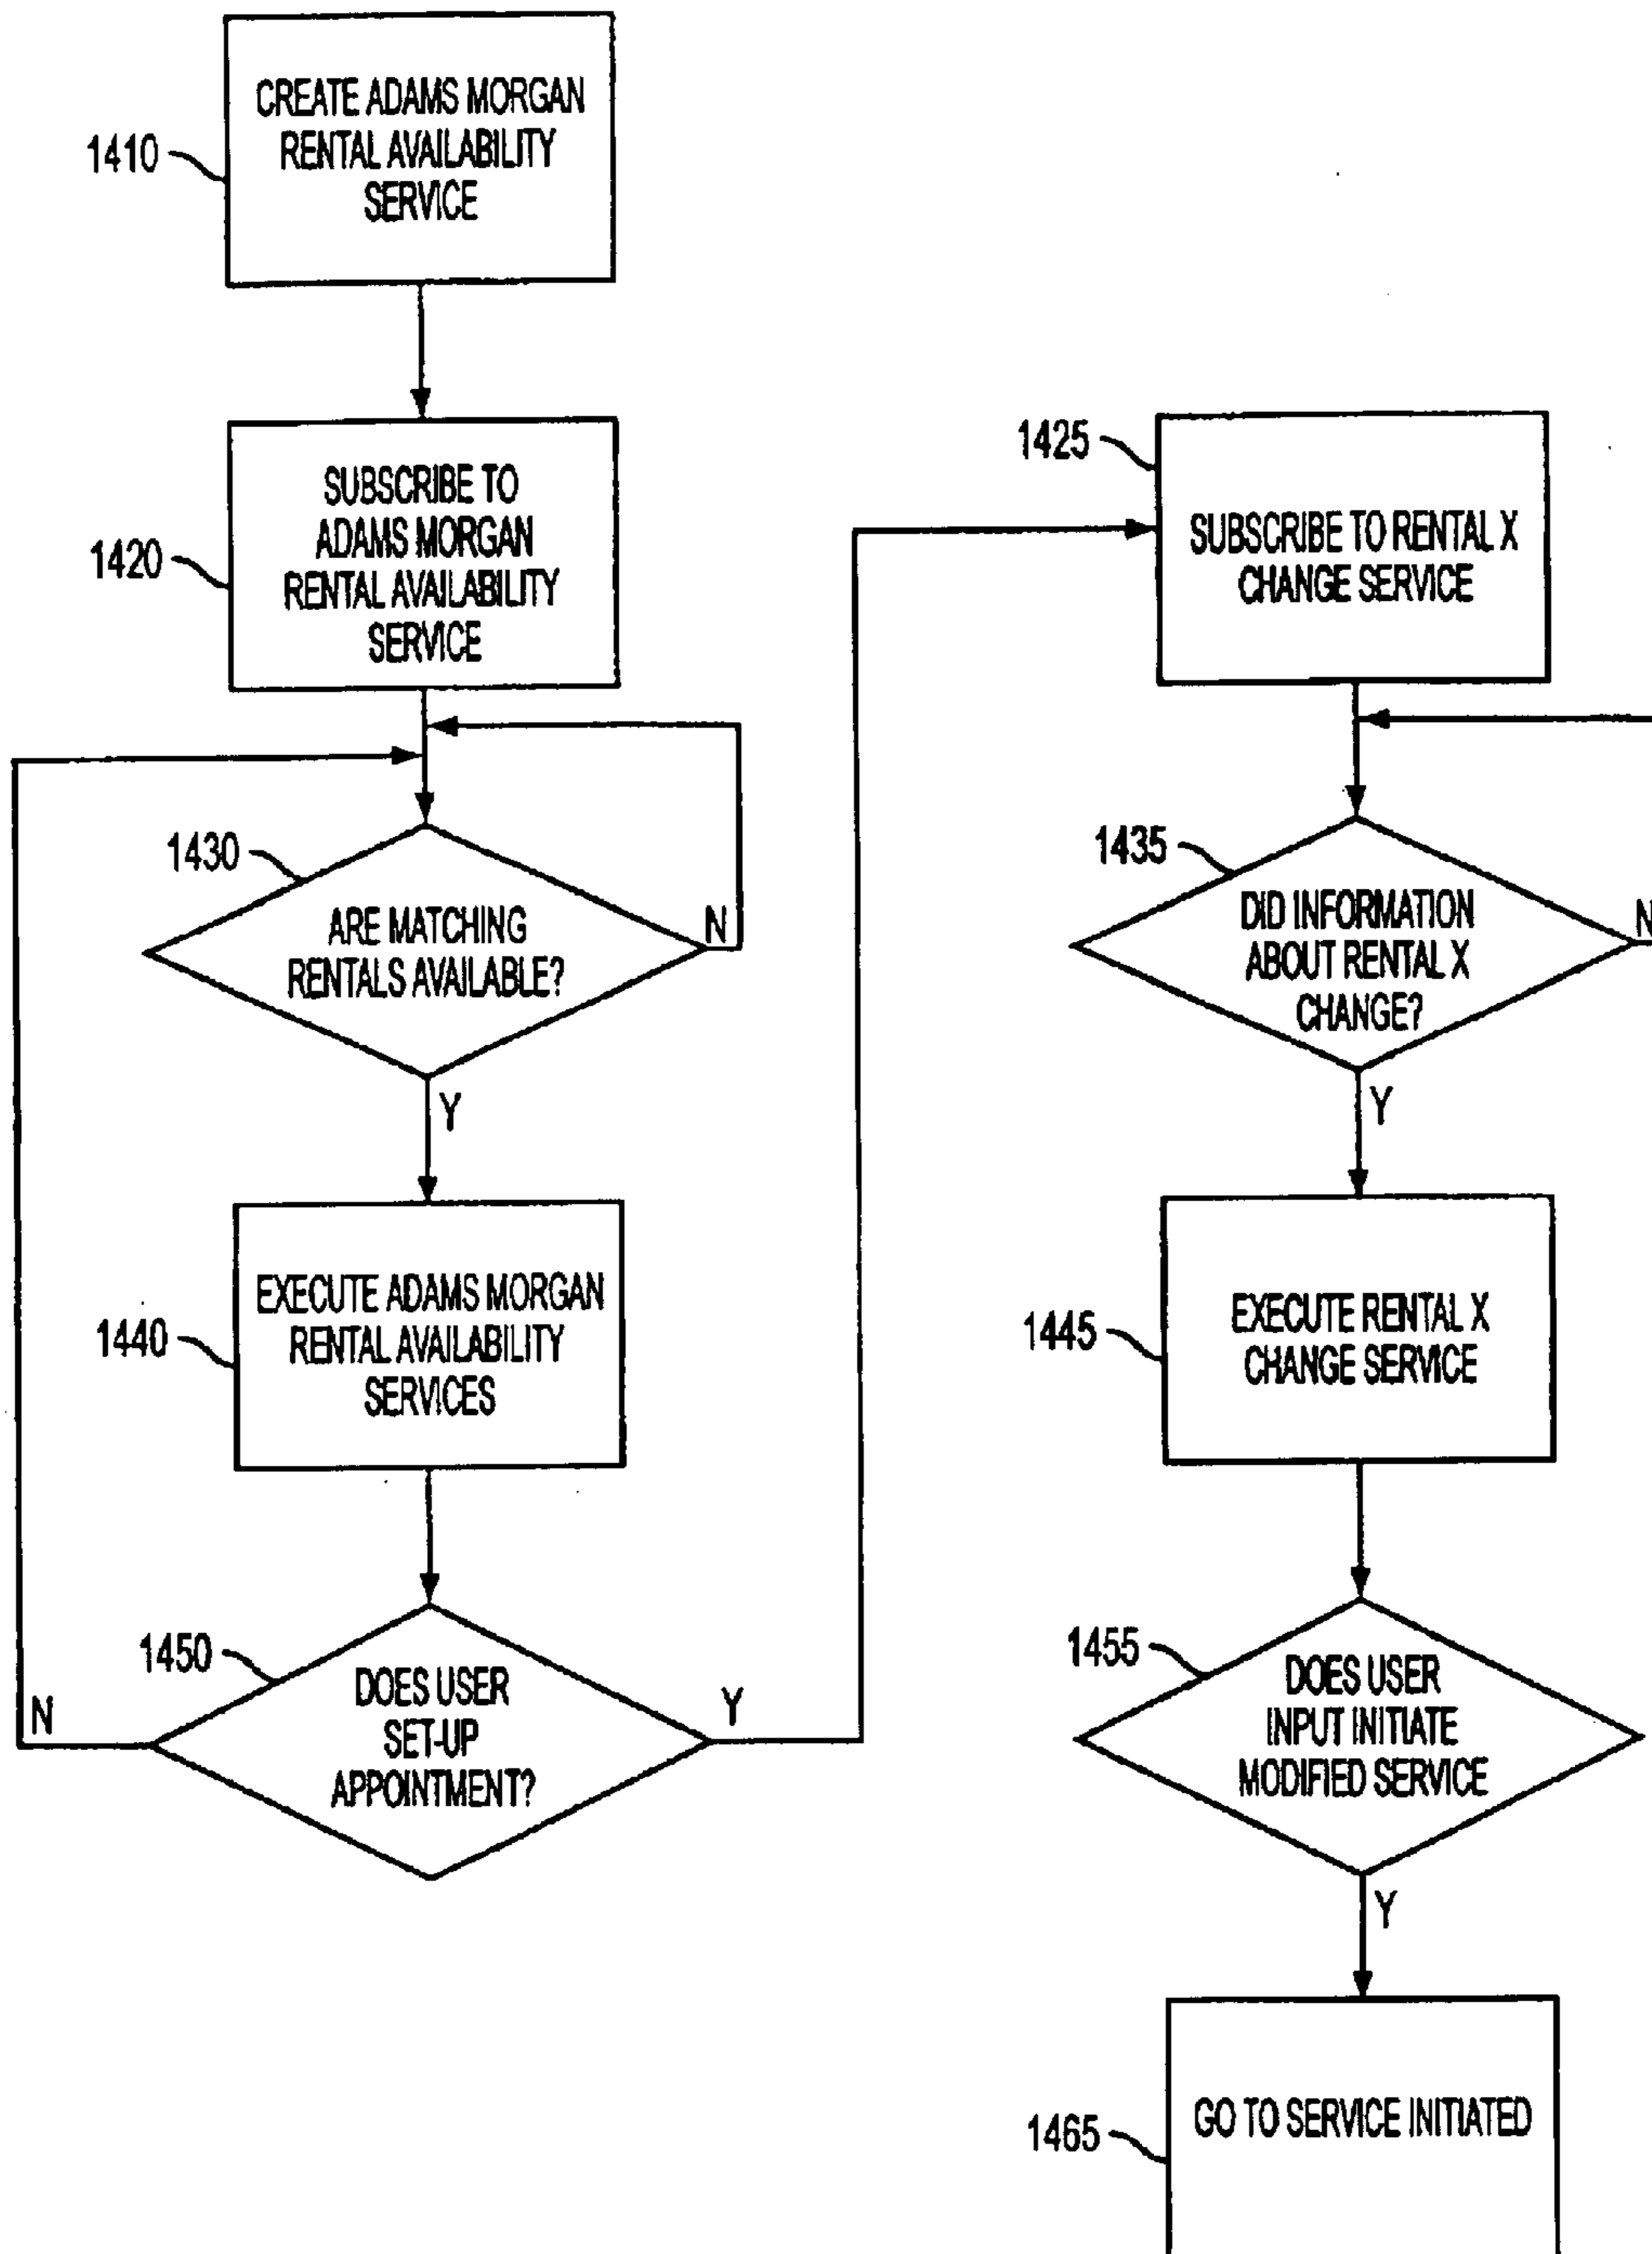 1410
CREATE ADAMS MORGAN
RENTAL AVAILABILITY
SERVICE
1420
SUBSCRIBE TO
ADAMS MORGAN
RENTAL AVAILABILITY
SERVICE
1430
ARE MATCHING
RENTALS AVAILABLE?
N
Y
1440
EXECUTE ADAMS MORGAN
RENTAL AVAILABILITY
SERVICES
1450
DOES USER
SET-UP
APPOINTMENT?
N
Y
1425
SUBSCRIBE TO RENTAL X
CHANGE SERVICE
1435
DID INFORMATION
ABOUT RENTAL X
CHANGE?
N
Y
1445
EXECUTE RENTAL X
CHANGE SERVICE
1455
DOES USER
INPUT INITIATE
MODIFIED SERVICE
Y
1465
GO TO SERVICE INITIATED